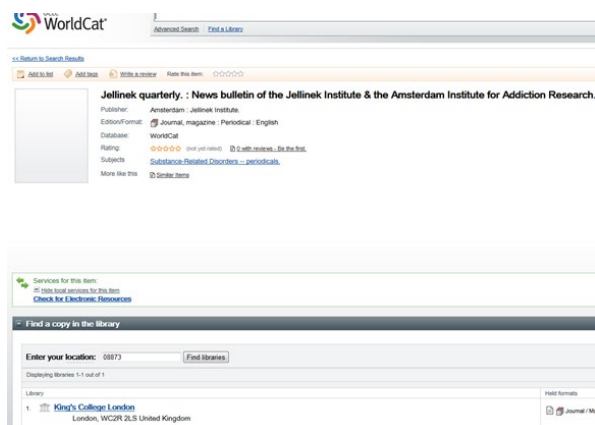 WorldCat
Advanced Search Find a Library
<< Return to Search Results
Add to list Add tags Write a review Rate this item:
Jellinek quarterly. : News bulletin of the Jellinek Institute & the Amsterdam Institute for Addiction Research.
Publisher: Amsterdam : Jellinek Institute.
Edition/Format: Journal, magazine : Periodical : English
Database: WorldCat
Rating: (not yet rated) 0 with reviews - Be the first.
Subjects Substance-Related Disorders -- periodicals.
More like this Similar Items
Services for this item:
Hide local services for this item
Check for Electronic Resources
Find a copy in the library
Enter your location: 08873 Find libraries
Displaying libraries 1-1 out of 1
Library Held formats
1. King's College London Journal / Ma
London, WC2R 2LS United Kingdom